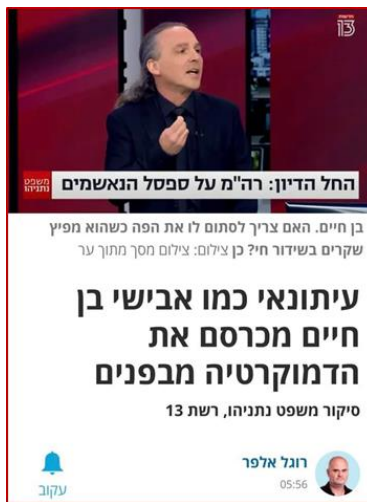 חדשות
13
משפט
נתניהו
החל הדיון: רה"מ על ספסל הנאשמים
בן חיים. האם צריך לסתום לו את הפה כשהוא מפיץ
שקרים בשידור חי? כן צילום: צילום מסך מתוך ער
עיתונאי כמו אבישי בן
חיים מכרסם את
הדמוקרטיה מבפנים
סיקור משפט נתניהו, רשת 13
רוגל אלפר
05:56
עקוב